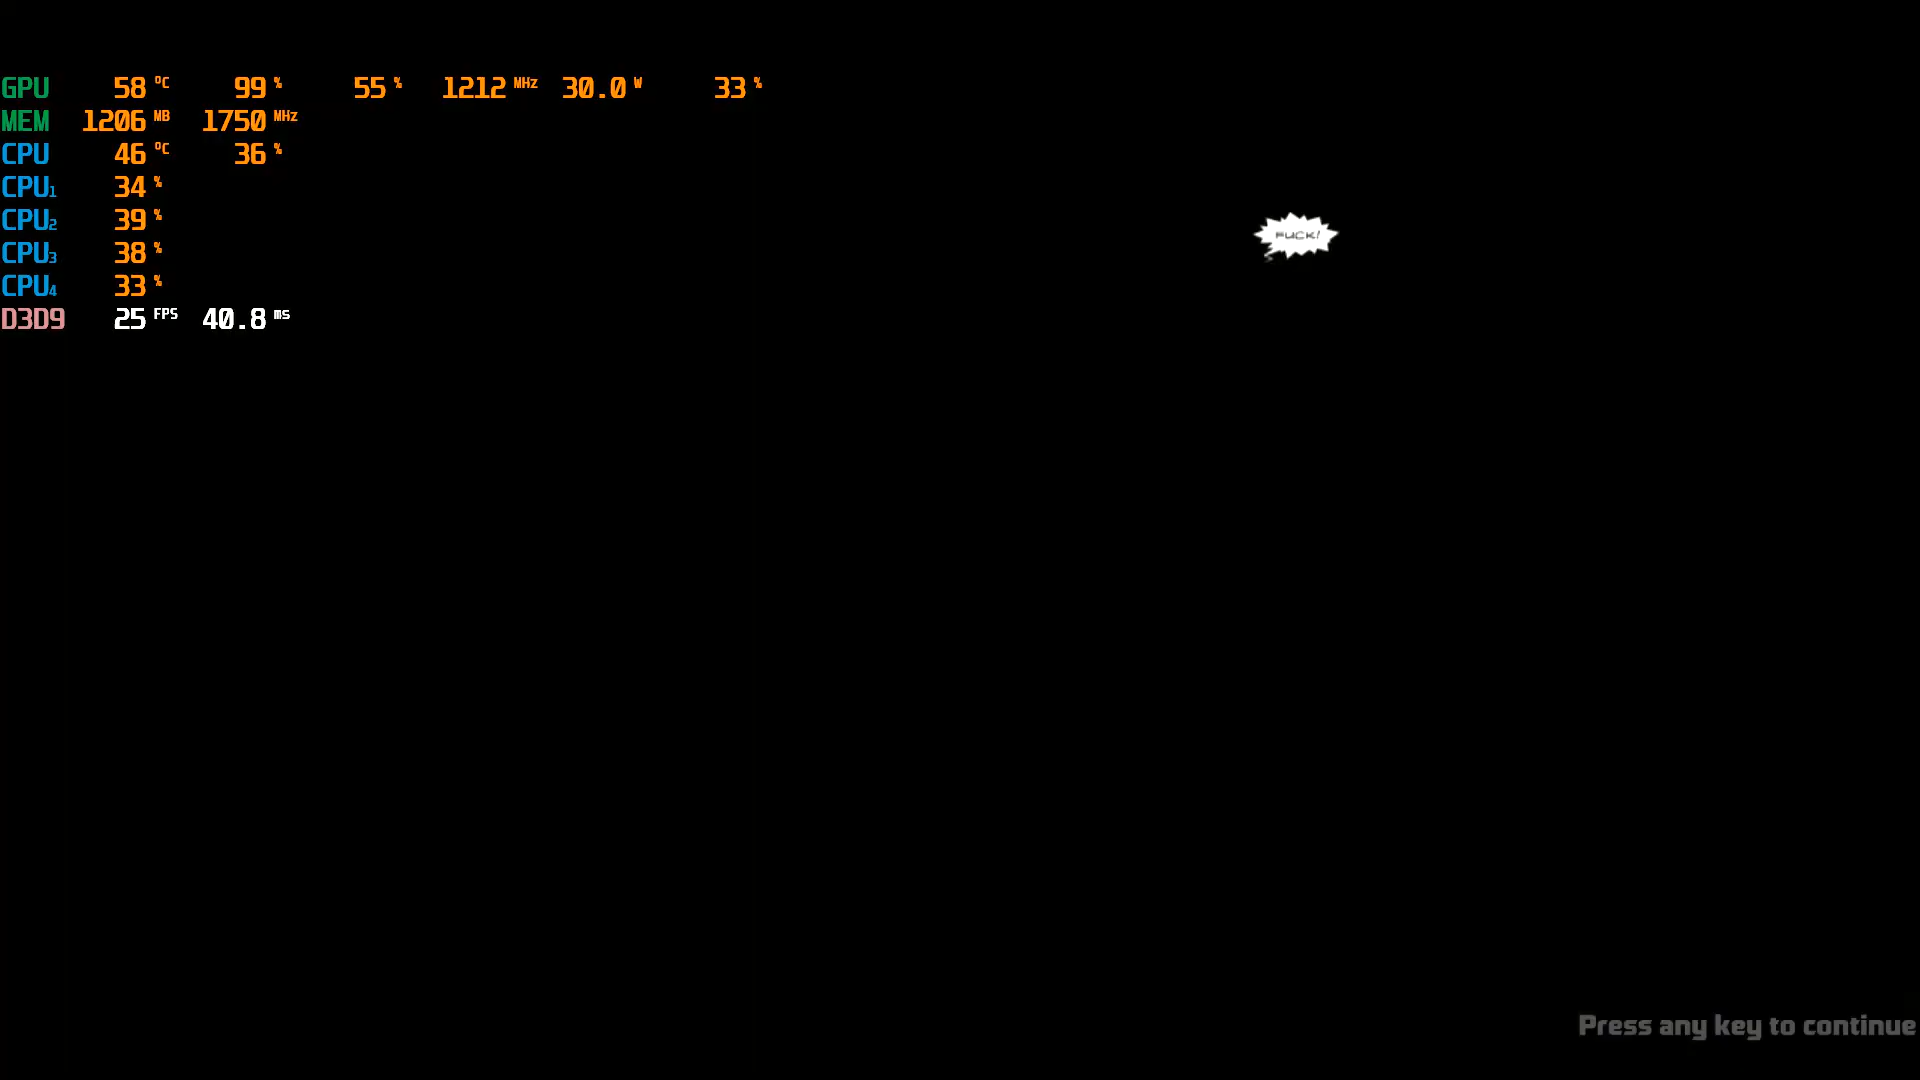 GPU 58 °C 99 % 55 % 1212 MHz 30.0 W 33 %
MEM 1206 MB 1750 MHz
CPU 46 °C 36 %
CPU1 34 %
CPU2 39 %
FUCK!
CPU3 38 %
CPU4 33 %
D3D9 25 FPS 40.8 ms
Press any key to continue